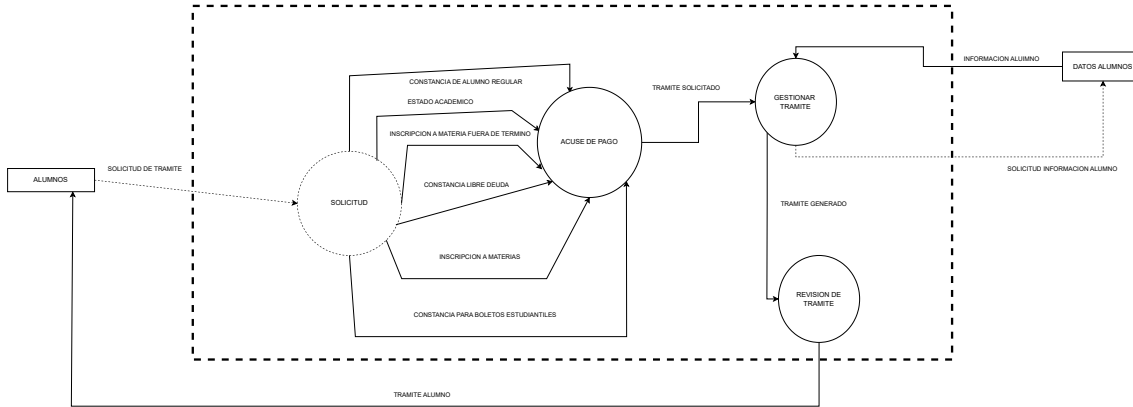 CONSTANCIA DE ALUMNO REGULAR
ESTADO ACADEMICO
INSCRIPCION A MATERIA FUERA DE TERMINO
CONSTANCIA LIBRE DEUDA
INSCRIPCION A MATERIAS
CONSTANCIA PARA BOLETOS ESTUDIANTILES
ALUMNOS
SOLICITUD DE TRAMITE
SOLICITUD
ACUSE DE PAGO
TRAMITE SOLICITADO
GESTIONAR
TRAMITE
INFORMACION ALUIMNO
DATOS ALUMNOS
SOLICITUD INFORMACION ALUMNO
TRAMITE GENERADO
REVISION DE
TRAMITE
TRAMITE ALUMNO